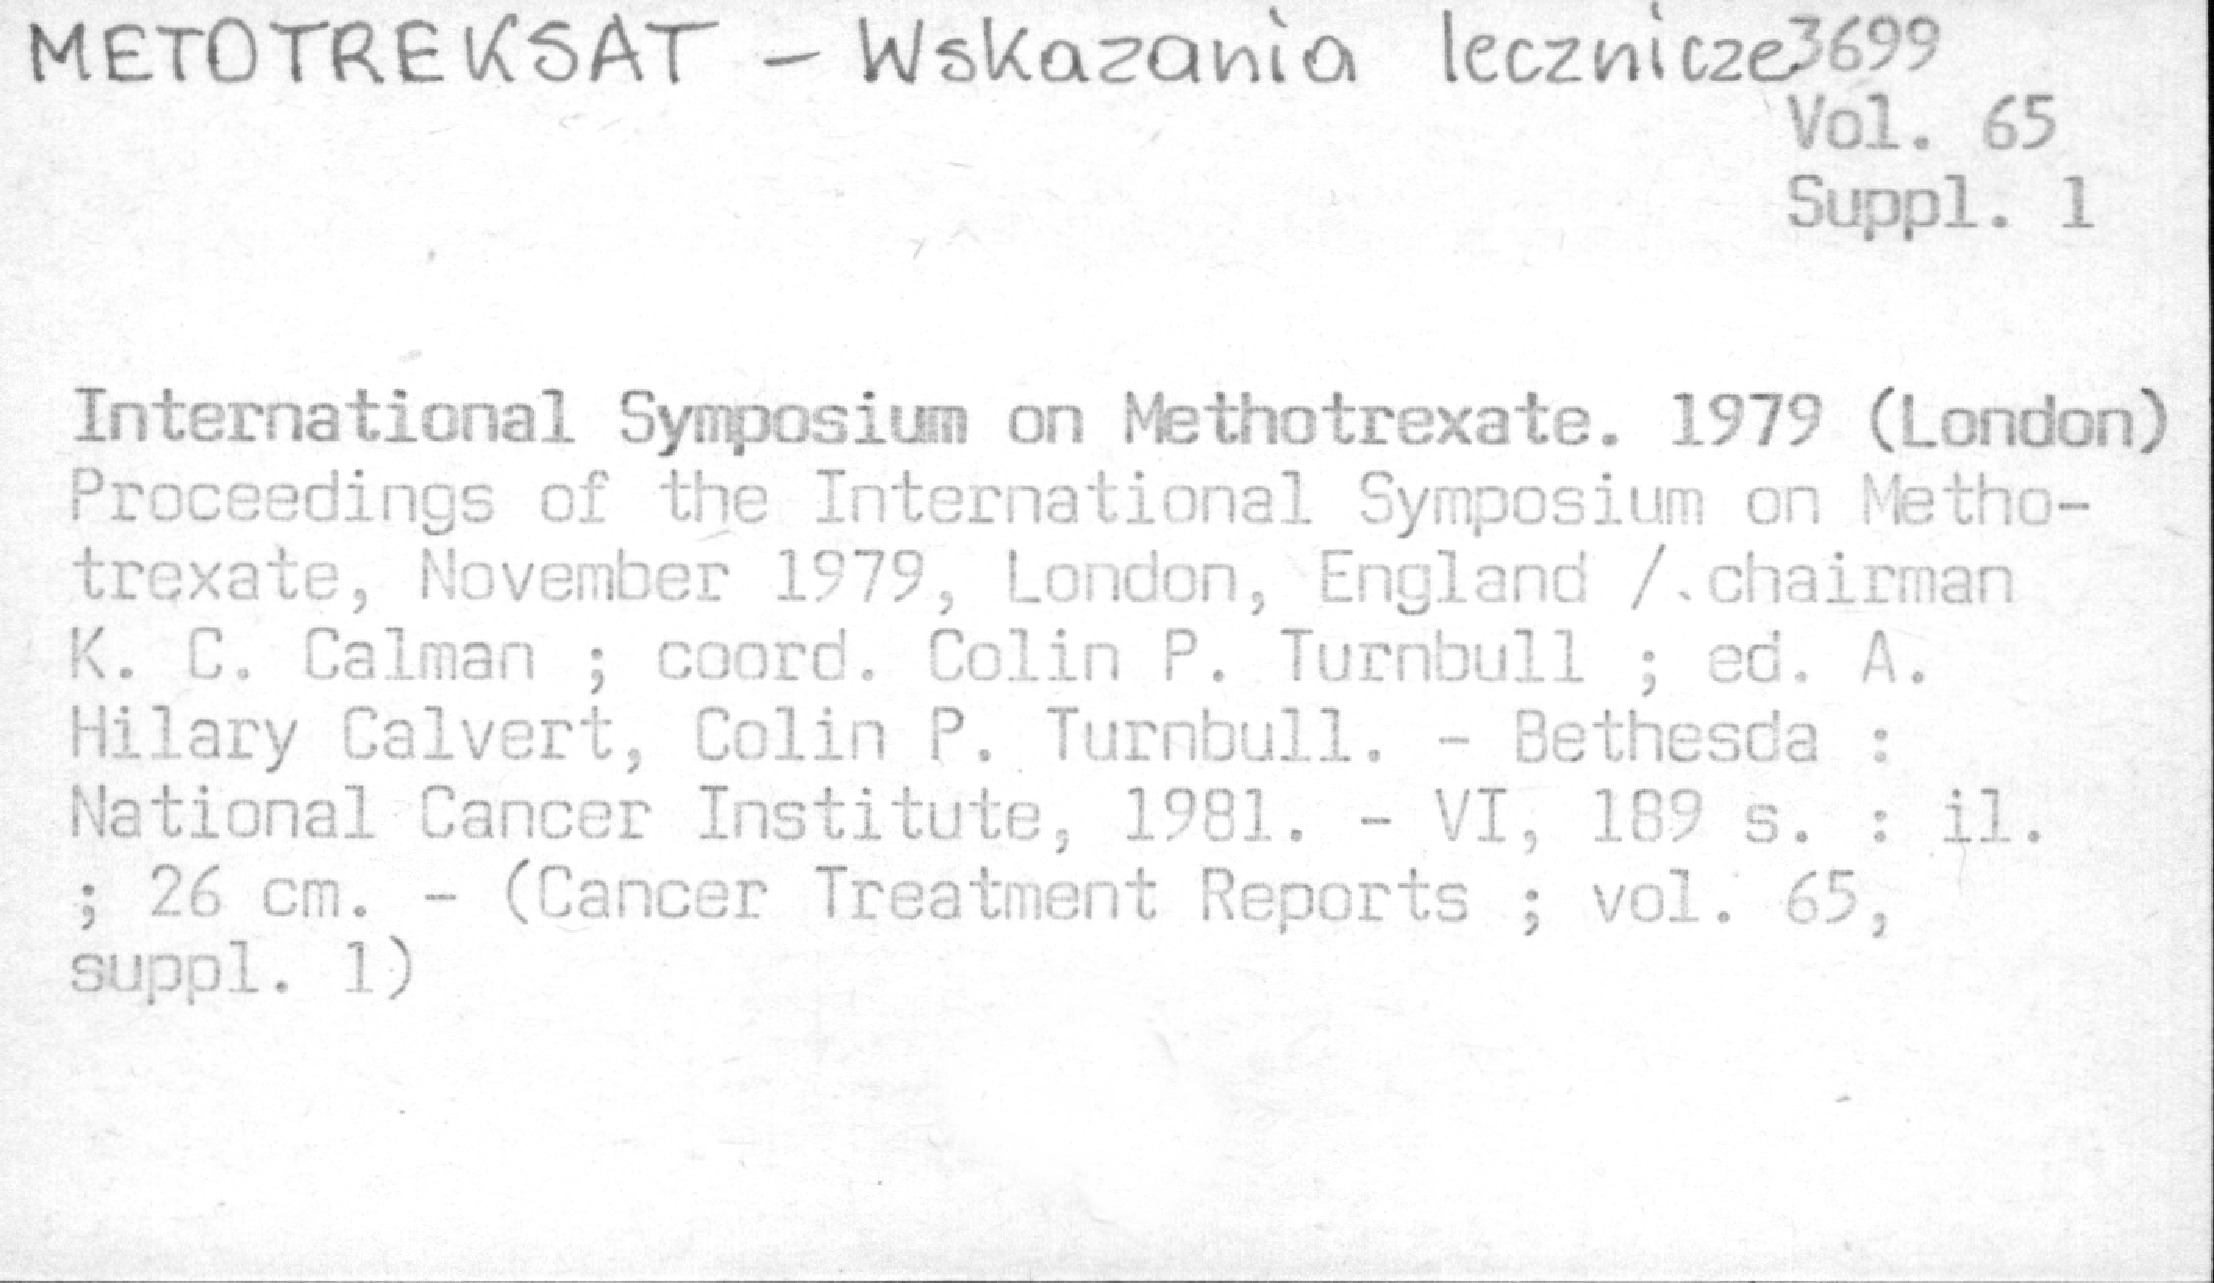 METOTREKSAT - Wskazania lecznicze 3699
Vol. 65
Suppl. 1
International Symposium on Methotrexate. 1979 (London)
Proceedings of the International Symposium on Metho-
trexate, November 1979, London, England /.chairman
K. C. Calman ; coord. Colin P. Turnbull ; ed. A.
Hilary Calvert, Colin P. Turnbull. - Bethesda :
National Cancer Institute, 1981. - VI, 189 s. : il.
; 26 cm. - (Cancer Treatment Reports ; vol. 65,
suppl. 1)